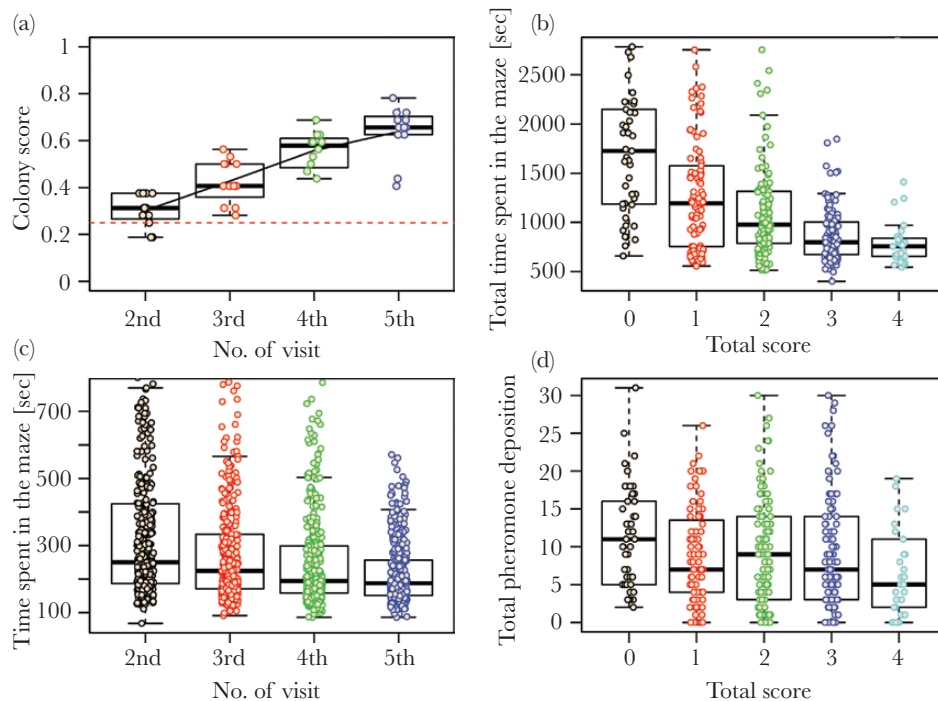 (a)
Colony score
1
0.8
0.6
0.4
0.2
0
2nd 3rd 4th 5th
No. of visit
(b)
Total time spent in the maze [sec]
2500
2000
1500
1000
500
0 1 2 3 4
Total score
(c)
Time spent in the maze [sec]
700
500
300
100
2nd 3rd 4th 5th
No. of visit
(d)
Total pheromone deposition
30
25
20
15
10
5
0
0 1 2 3 4
Total score